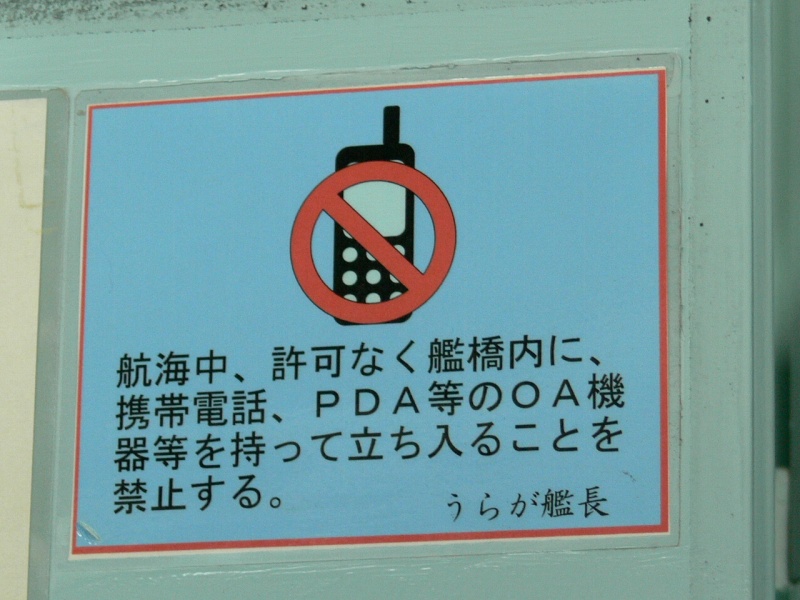 航海中、許可なく艦橋内に、
携帯電話、ＰＤＡ等のＯＡ機
器等を持って立ち入ることを
禁止する。
うらが艦長